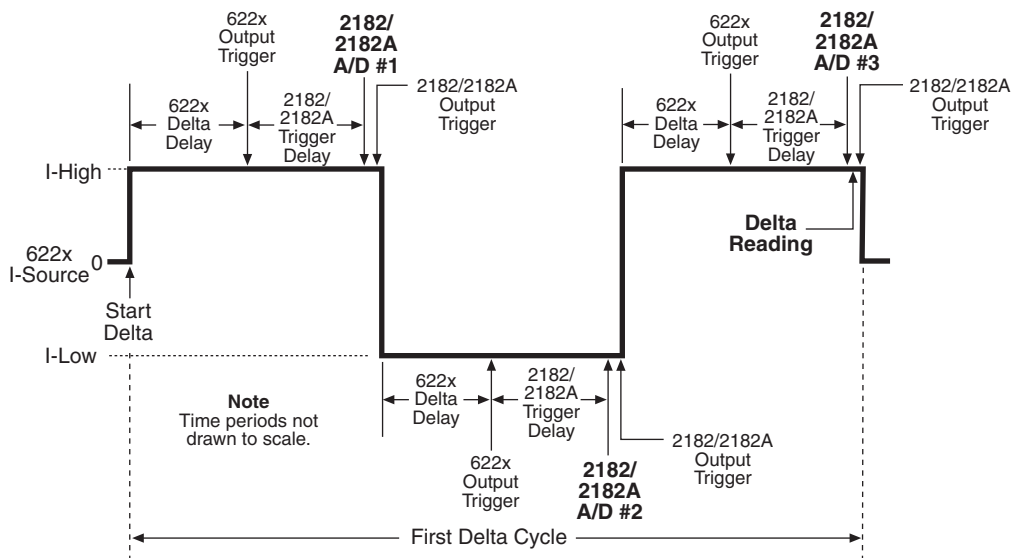 622x
Output
Trigger
2182/
2182A
A/D #1
2182/2182A
Output
Trigger
622x
Delta
Delay
2182/
2182A
Trigger
Delay
622x
Output
Trigger
2182/
2182A
A/D #3
2182/2182A
Output
Trigger
622x
Delta
Delay
2182/
2182A
Trigger
Delay
I-High
Delta
Reading
622x
I-Source
0
Start
Delta
I-Low
Note
Time periods not
drawn to scale.
622x
Delta
Delay
2182/
2182A
Trigger
Delay
622x
Output
Trigger
2182/
2182A
A/D #2
2182/2182A
Output
Trigger
First Delta Cycle